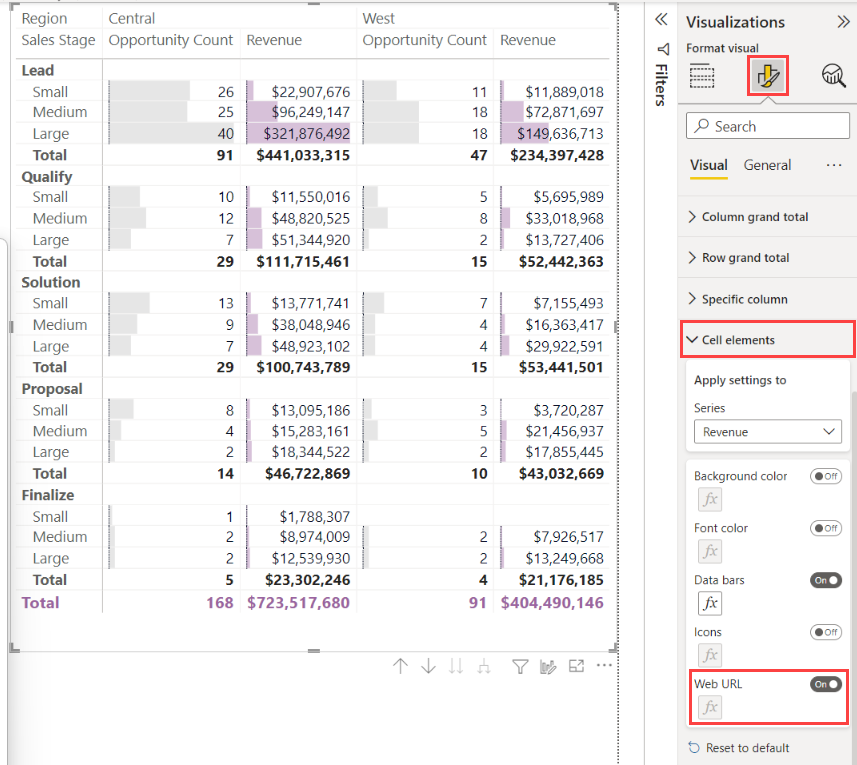 Region Central West
Sales Stage Opportunity Count Revenue Opportunity Count Revenue
Lead
Small 26 $22,907,676 11 $11,889,018
Medium 25 $96,249,147 18 $72,871,697
Large 40 $321,876,492 18 $149,636,713
Total 91 $441,033,315 47 $234,397,428
Qualify
Small 10 $11,550,016 5 $5,695,989
Medium 12 $48,820,525 8 $33,018,968
Large 7 $51,344,920 2 $13,727,406
Total 29 $111,715,461 15 $52,442,363
Solution
Small 13 $13,771,741 7 $7,155,493
Medium 9 $38,048,946 4 $16,363,417
Large 7 $48,923,102 4 $29,922,591
Total 29 $100,743,789 15 $53,441,501
Proposal
Small 8 $13,095,186 3 $3,720,287
Medium 4 $15,283,161 5 $21,456,937
Large 2 $18,344,522 2 $17,855,445
Total 14 $46,722,869 10 $43,032,669
Finalize
Small 1 $1,788,307
Medium 2 $8,974,009 2 $7,926,517
Large 2 $12,539,930 2 $13,249,668
Total 5 $23,302,246 4 $21,176,185
Total 168 $723,517,680 91 $404,490,146
Filters
Visualizations
Format visual
Search
Visual General
Column grand total
Row grand total
Specific column
Cell elements
Apply settings to
Series
Revenue
Background color Off
fx
Font color Off
fx
Data bars On
fx
Icons Off
fx
Web URL On
fx
Reset to default